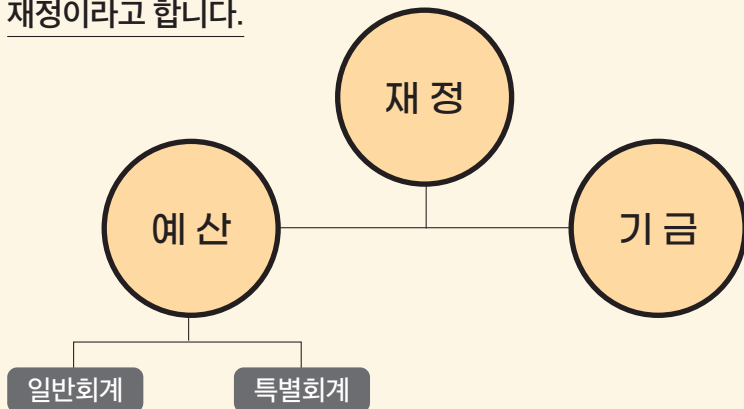 재정이라고 합니다.
재 정
예 산
기 금
일반회계
특별회계